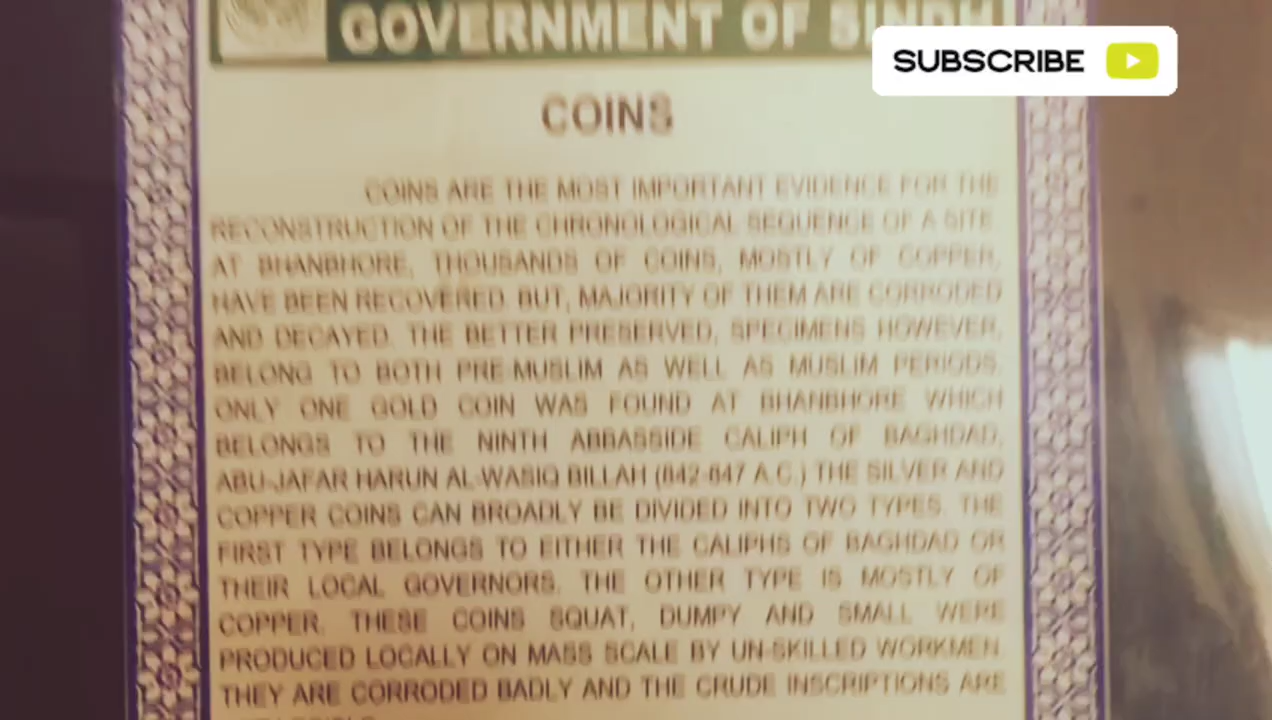 GOVERNMENT OF SINDH
SUBSCRIBE
COINS
COINS ARE THE MOST IMPORTANT EVIDENCE FOR THE
RECONSTRUCTION OF THE CHRONOLOGICAL SEQUENCE OF A SITE.
AT BHANBHORE, THOUSANDS OF COINS, MOSTLY OF COPPER,
HAVE BEEN RECOVERED. BUT, MAJORITY OF THEM ARE CORRODED
AND DECAYED. THE BETTER PRESERVED, SPECIMENS HOWEVER,
BELONG TO BOTH PRE-MUSLIM AS WELL AS MUSLIM PERIODS.
ONLY ONE GOLD COIN WAS FOUND AT BHANBHORE WHICH
BELONGS TO THE NINTH ABBASSIDE CALIPH OF BAGHDAD,
ABU-JAFAR HARUN AL-WASIQ BILLAH (842-847 A.C.) THE SILVER AND
COPPER COINS CAN BROADLY BE DIVIDED INTO TWO TYPES. THE
FIRST TYPE BELONGS TO EITHER THE CALIPHS OF BAGHDAD OR
THEIR LOCAL GOVERNORS. THE OTHER TYPE IS MOSTLY OF
COPPER. THESE COINS SQUAT, DUMPY AND SMALL WERE
PRODUCED LOCALLY ON MASS SCALE BY UN-SKILLED WORKMEN.
THEY ARE CORRODED BADLY AND THE CRUDE INSCRIPTIONS ARE